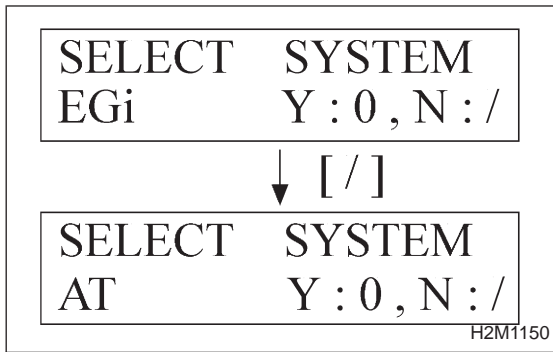 SELECT SYSTEM
EGi Y : 0 , N : /
[ / ]
SELECT SYSTEM
AT Y : 0 , N : /
H2M1150